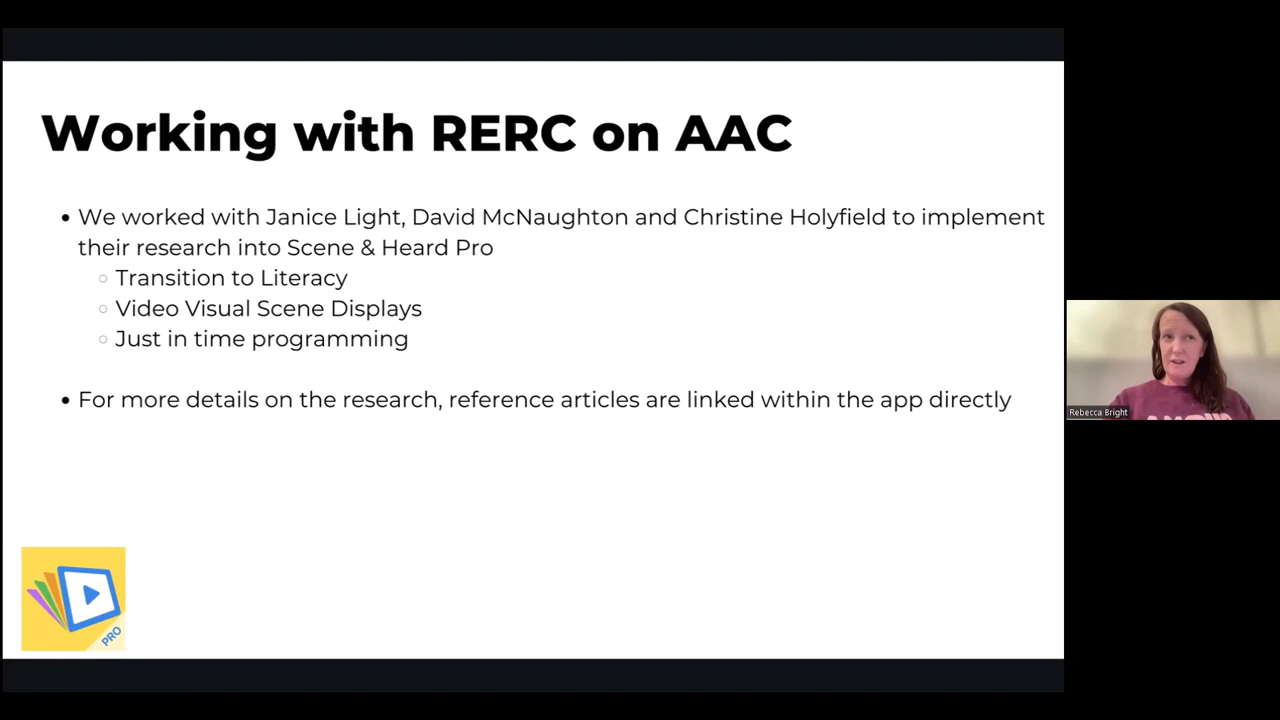 Working with RERC on AAC
• We worked with Janice Light, David McNaughton and Christine Holyfield to implement
their research into Scene & Heard Pro
○ Transition to Literacy
○ Video Visual Scene Displays
○ Just in time programming
• For more details on the research, reference articles are linked within the app directly
Rebecca Bright
PRO